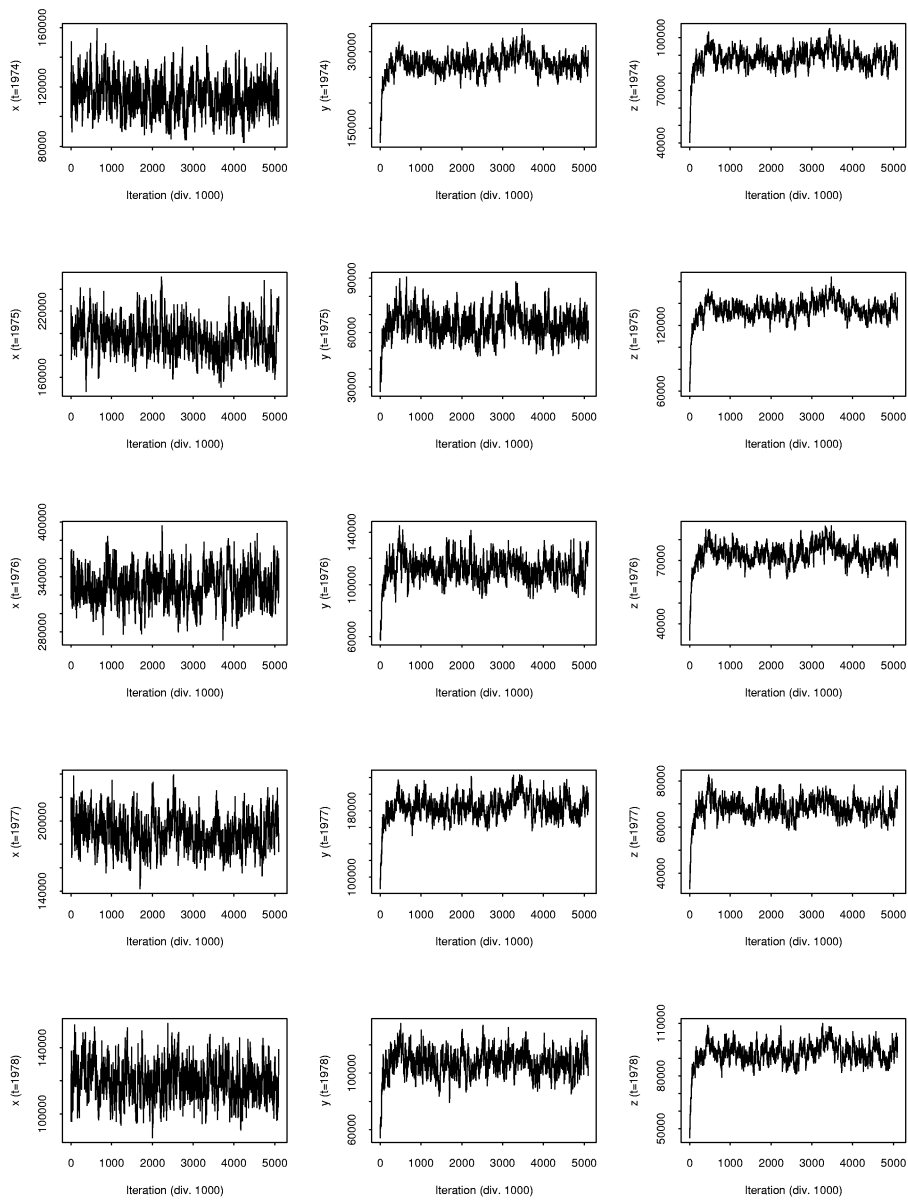 x (t=1974)
80000 120000 160000
0 1000 2000 3000 4000 5000
Iteration (div. 1000)
y (t=1974)
150000 300000
0 1000 2000 3000 4000 5000
Iteration (div. 1000)
z (t=1974)
40000 70000 100000
0 1000 2000 3000 4000 5000
Iteration (div. 1000)
x (t=1975)
160000 220000
0 1000 2000 3000 4000 5000
Iteration (div. 1000)
y (t=1975)
30000 60000 90000
0 1000 2000 3000 4000 5000
Iteration (div. 1000)
z (t=1975)
60000 120000
0 1000 2000 3000 4000 5000
Iteration (div. 1000)
x (t=1976)
280000 340000 400000
0 1000 2000 3000 4000 5000
Iteration (div. 1000)
y (t=1976)
60000 100000 140000
0 1000 2000 3000 4000 5000
Iteration (div. 1000)
z (t=1976)
40000 70000
0 1000 2000 3000 4000 5000
Iteration (div. 1000)
x (t=1977)
140000 200000
0 1000 2000 3000 4000 5000
Iteration (div. 1000)
y (t=1977)
100000 180000
0 1000 2000 3000 4000 5000
Iteration (div. 1000)
z (t=1977)
40000 60000 80000
0 1000 2000 3000 4000 5000
Iteration (div. 1000)
x (t=1978)
100000 140000
0 1000 2000 3000 4000 5000
Iteration (div. 1000)
y (t=1978)
60000 100000
0 1000 2000 3000 4000 5000
Iteration (div. 1000)
z (t=1978)
50000 80000 110000
0 1000 2000 3000 4000 5000
Iteration (div. 1000)